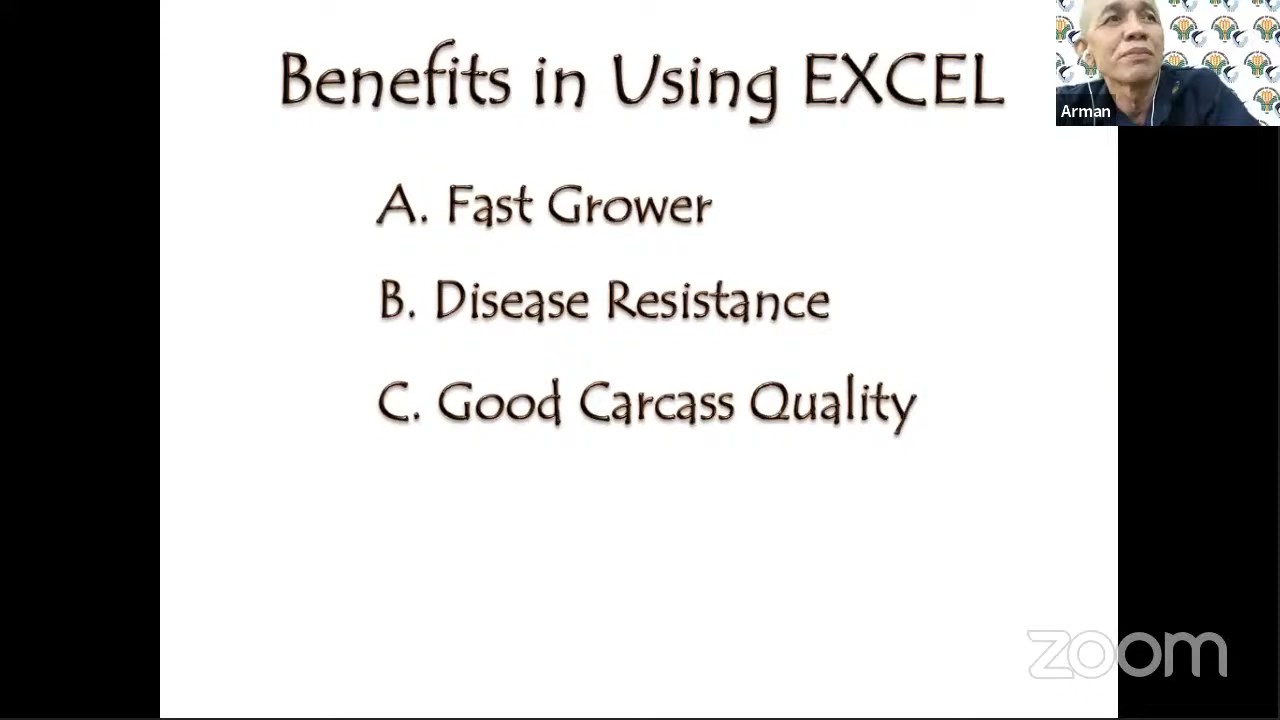 Benefits in Using EXCEL
Arman
A. Fast Grower
B. Disease Resistance
C. Good Carcass Quality
zoom